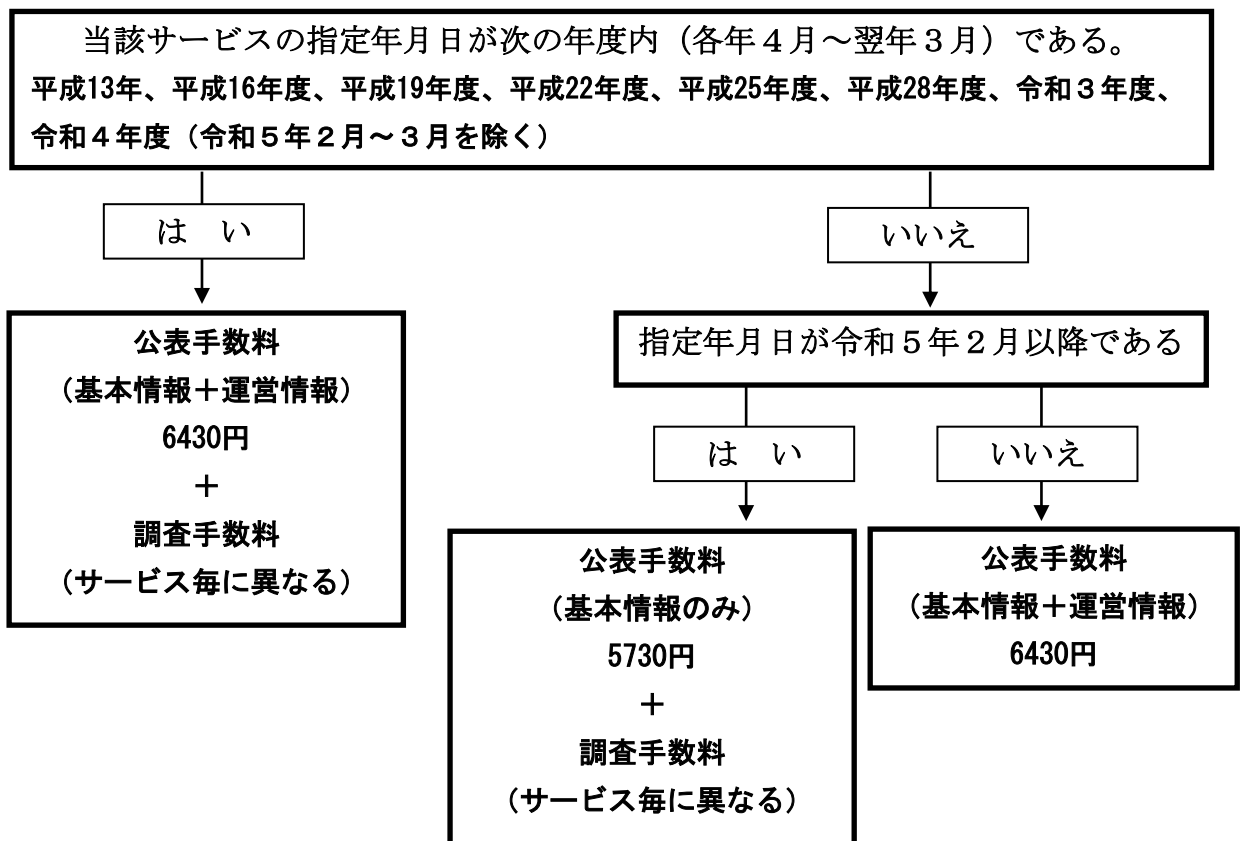 当該サービスの指定年月日が次の年度内（各年４月～翌年３月）である。
平成13年、平成16年度、平成19年度、平成22年度、平成25年度、平成28年度、令和３年度、
令和４年度（令和５年２月～３月を除く）
は　い
いいえ
公表手数料
（基本情報＋運営情報）
6430円
＋
調査手数料
（サービス毎に異なる）
指定年月日が令和５年２月以降である
は　い
いいえ
公表手数料
（基本情報のみ）
5730円
＋
調査手数料
（サービス毎に異なる）
公表手数料
（基本情報＋運営情報）
6430円